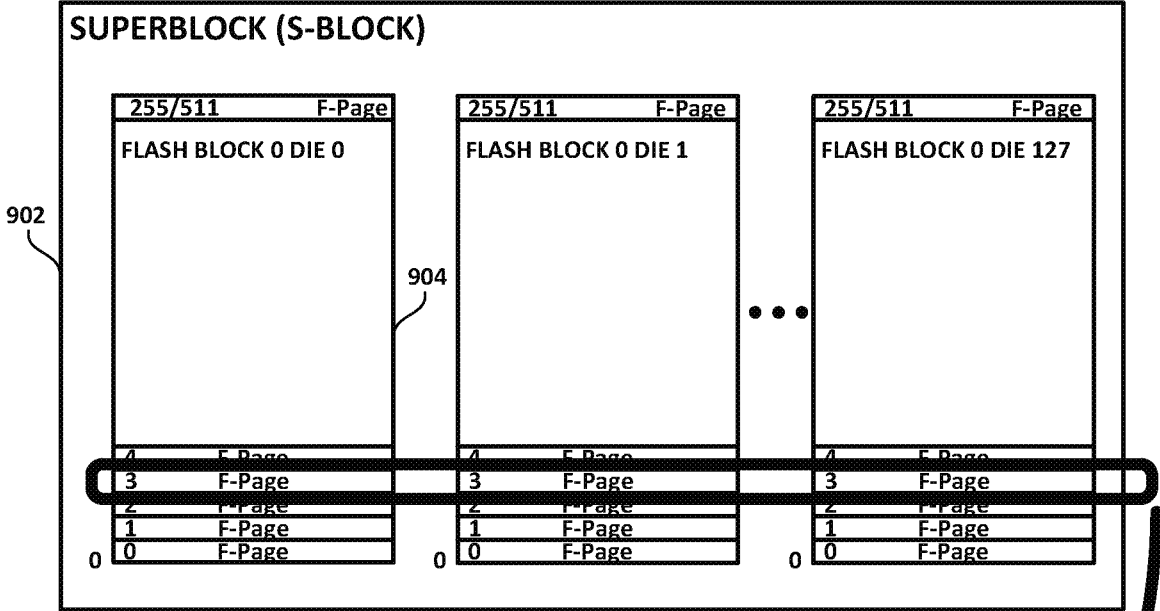 SUPERBLOCK (S-BLOCK)
255/511 F-Page
255/511 F-Page
255/511 F-Page
FLASH BLOCK 0 DIE 0
FLASH BLOCK 0 DIE 1
FLASH BLOCK 0 DIE 127
902
904
4 F-Page
4 F-Page
4 F-Page
3 F-Page
3 F-Page
3 F-Page
2 F-Page
2 F-Page
2 F-Page
1 F-Page
1 F-Page
1 F-Page
0 0 F-Page
0 0 F-Page
0 0 F-Page